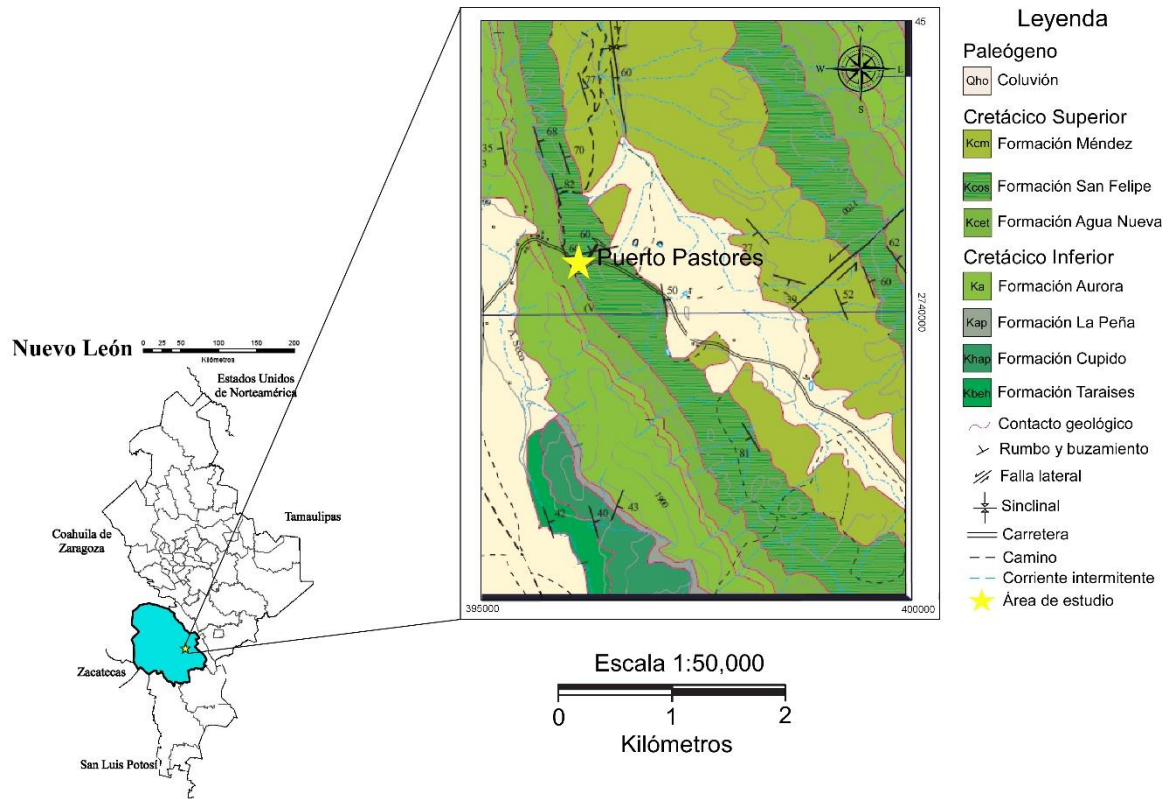 Nuevo León
0 50 100 150 200
Kilómetros
Estados Unidos
de Norteamérica
Coahuila de
Zaragoza
Tamaulipas
Zacatecas
San Luis Potosí
45
N
W
L
S
77
60
35
3
68
70
82
60
Puerto Pastores
27
62
60
39
52
50
2740000
A. Seco
81
1900
42
40
43
395000
400000
Escala 1:50,000
0 1 2
Kilómetros
Leyenda
Paleógeno
Qho Coluvión
Cretácico Superior
Kcm Formación Méndez
Kcos Formación San Felipe
Kcet Formación Agua Nueva
Cretácico Inferior
Ka Formación Aurora
Kap Formación La Peña
Khap Formación Cupido
Kbeh Formación Taraises
Contacto geológico
Rumbo y buzamiento
Falla lateral
Sinclinal
Carretera
Camino
Corriente intermitente
Área de estudio